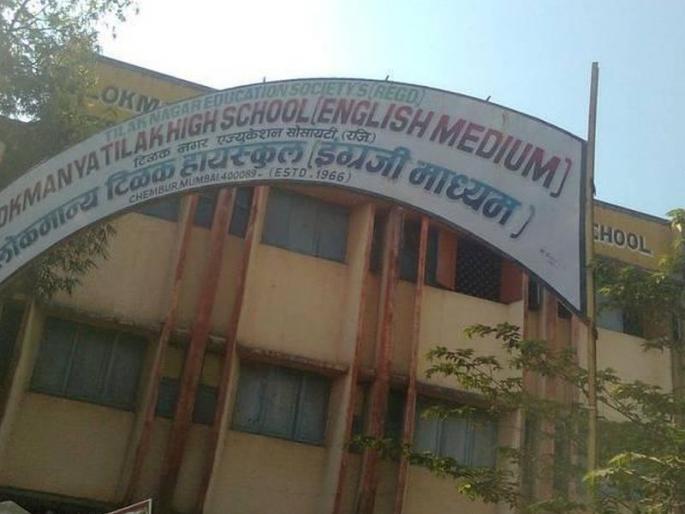 TILAK NAGAR EDUCATION SOCIETY'S (REGD)
LOKMANYA TILAK HIGH SCHOOL (ENGLISH MEDIUM)
टिळक नगर एज्युकेशन सोसायटी, (रजि)
लोकमान्य टिळक हायस्कुल (इंग्रजी माध्यम)
CHEMBUR, MUMBAI, 400089. (ESTD. 1966)
LOKM
SCHOOL